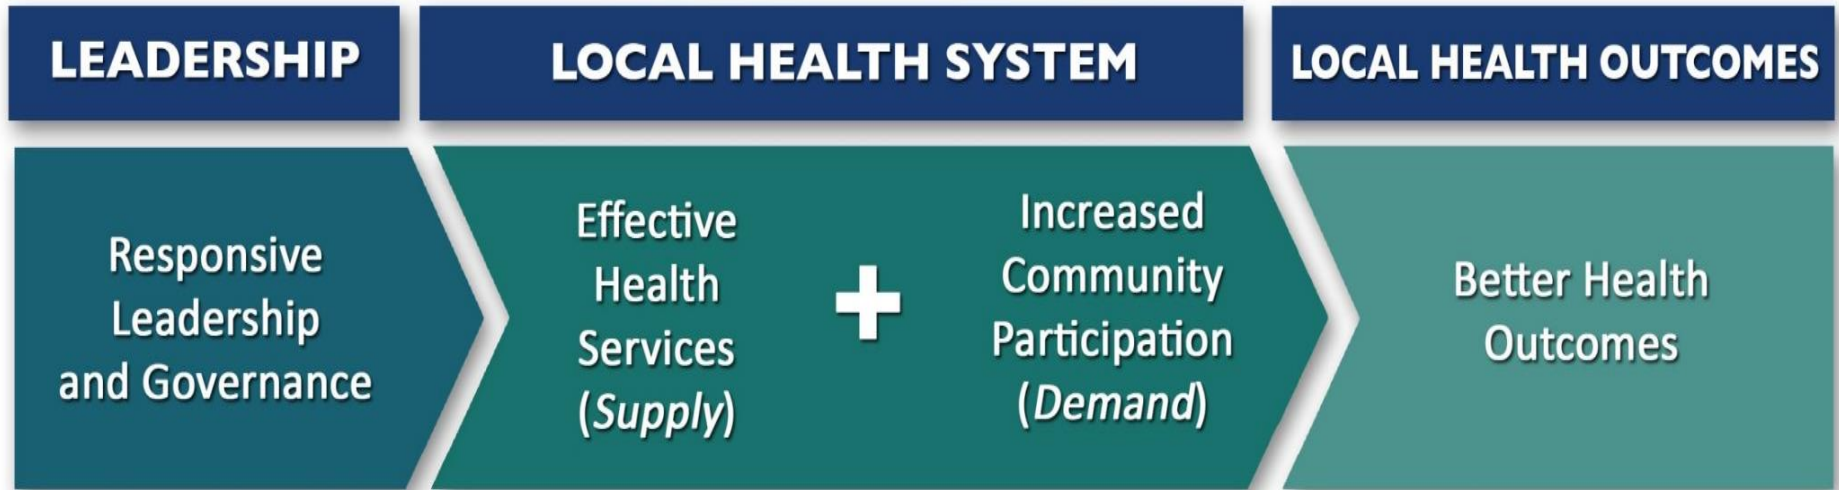 LEADERSHIP
LOCAL HEALTH SYSTEM
LOCAL HEALTH OUTCOMES
Responsive
Leadership
and Governance
Effective
Health
Services
(Supply)
+
Increased
Community
Participation
(Demand)
Better Health
Outcomes